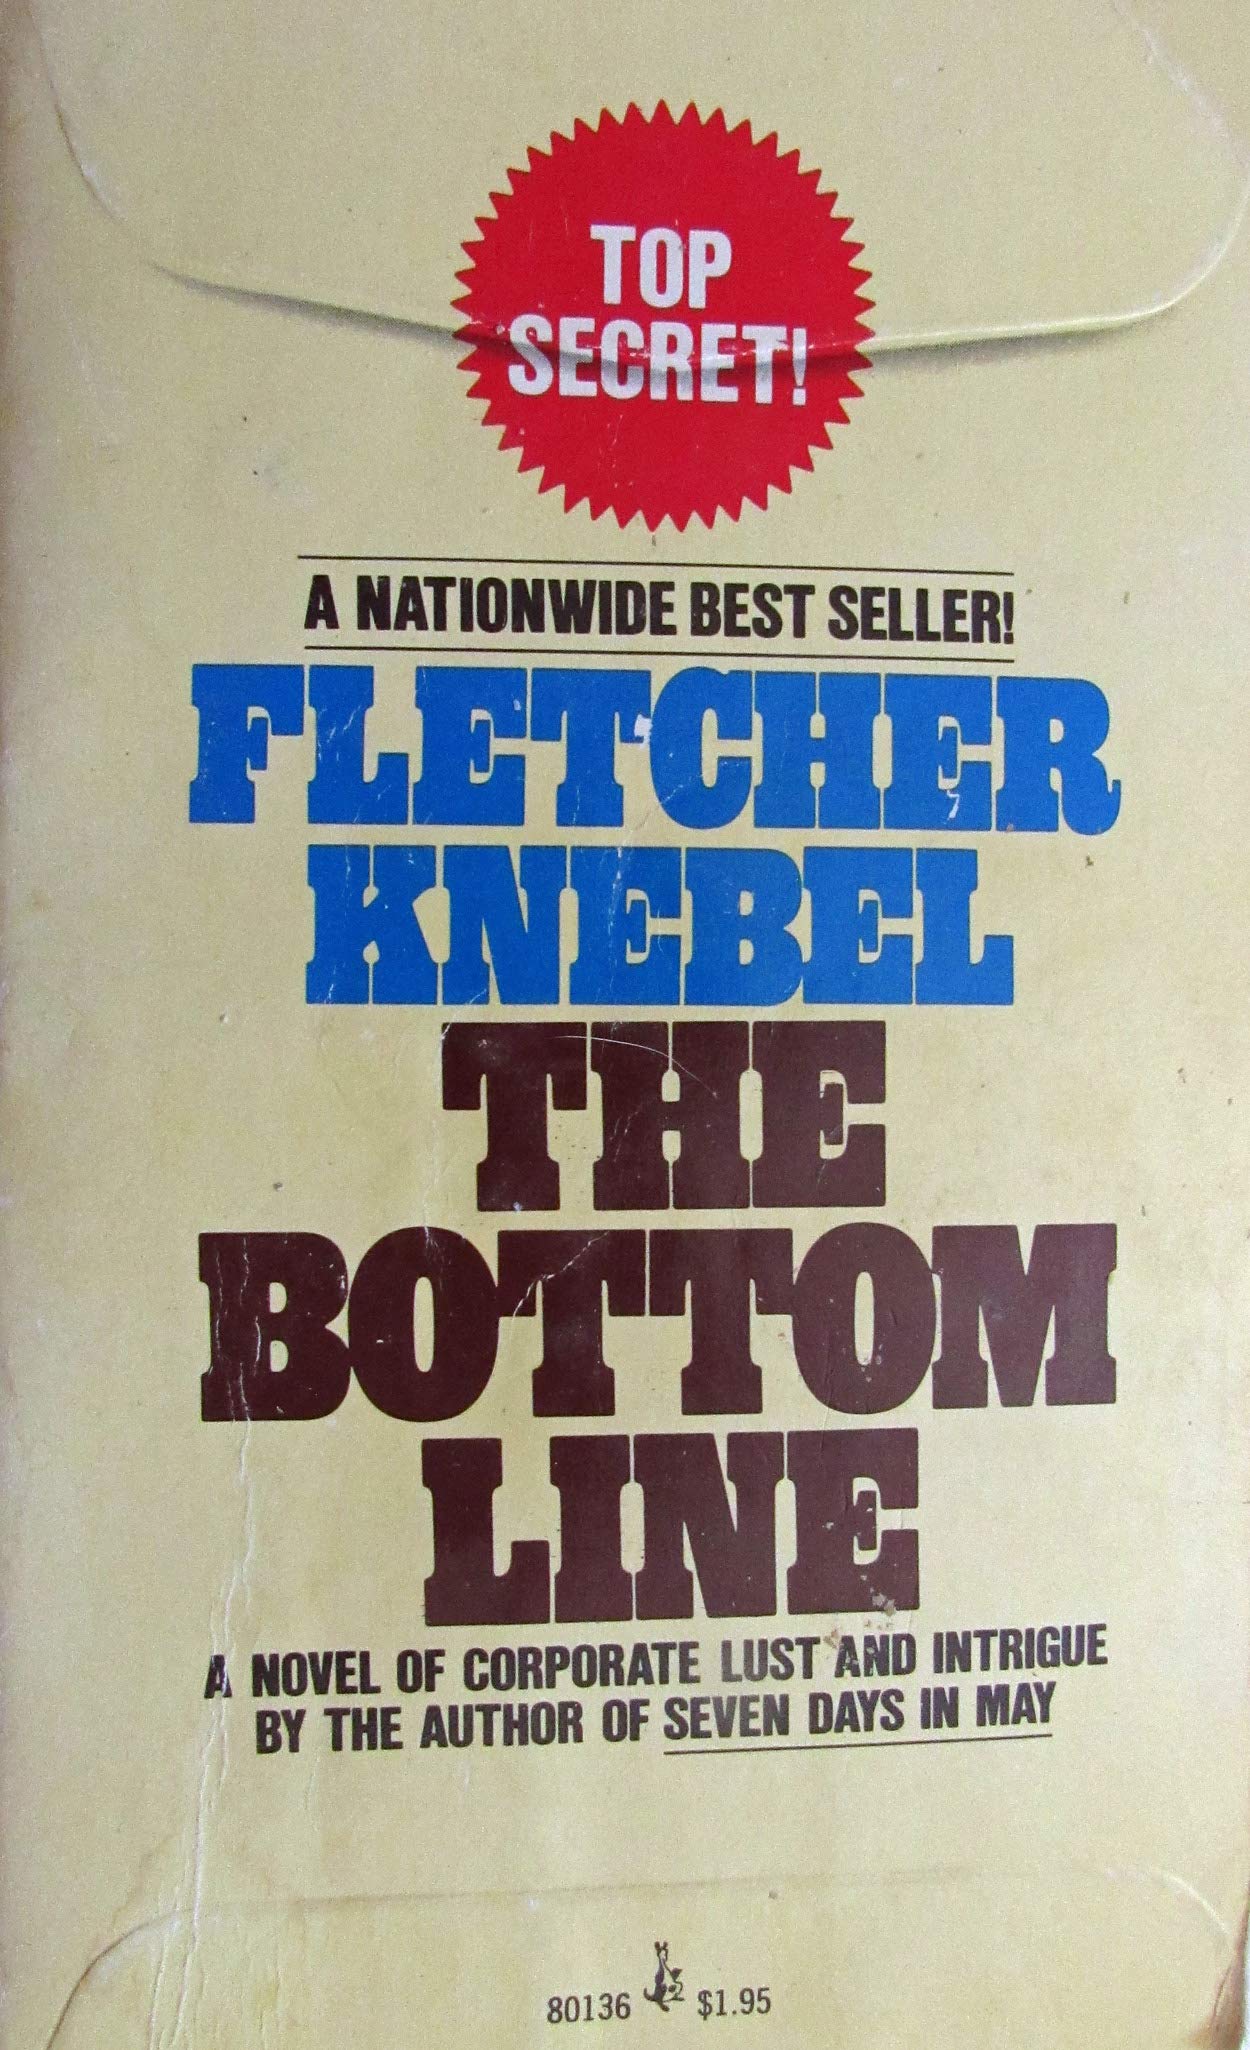 TOP
SECRET!
A NATIONWIDE BEST SELLER!
FLETCHER
KNEBEL
THE
BOTTOM
LINE
A NOVEL OF CORPORATE LUST AND INTRIGUE
BY THE AUTHOR OF SEVEN DAYS IN MAY
80136 $1.95